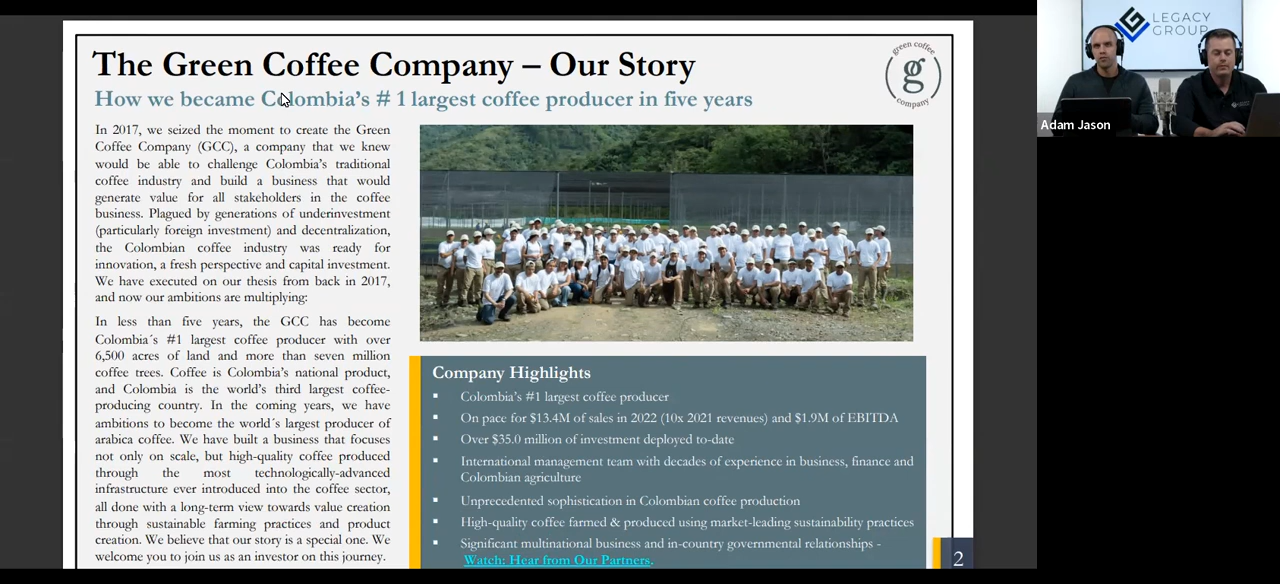 The Green Coffee Company – Our Story
How we became Colombia's # 1 largest coffee producer in five years
green coffee
g
company
In 2017, we seized the moment to create the Green
Coffee Company (GCC), a company that we knew
would be able to challenge Colombia's traditional
coffee industry and build a business that would
generate value for all stakeholders in the coffee
business. Plagued by generations of underinvestment
(particularly foreign investment) and decentralization,
the Colombian coffee industry was ready for
innovation, a fresh perspective and capital investment.
We have executed on our thesis from back in 2017,
and now our ambitions are multiplying:
In less than five years, the GCC has become
Colombia´s #1 largest coffee producer with over
6,500 acres of land and more than seven million
coffee trees. Coffee is Colombia's national product,
and Colombia is the world's third largest coffee-
producing country. In the coming years, we have
ambitions to become the world´s largest producer of
arabica coffee. We have built a business that focuses
not only on scale, but high-quality coffee produced
through the most technologically-advanced
infrastructure ever introduced into the coffee sector,
all done with a long-term view towards value creation
through sustainable farming practices and product
creation. We believe that our story is a special one. We
welcome you to join us as an investor on this journey.
Company Highlights
▪ Colombia's #1 largest coffee producer
▪ On pace for $13.4M of sales in 2022 (10x 2021 revenues) and $1.9M of EBITDA
▪ Over $35.0 million of investment deployed to-date
▪ International management team with decades of experience in business, finance and
Colombian agriculture
▪ Unprecedented sophistication in Colombian coffee production
▪ High-quality coffee farmed & produced using market-leading sustainability practices
▪ Significant multinational business and in-country governmental relationships -
Watch: Hear from Our Partners.
2
LEGACY
GROUP
Adam Jason